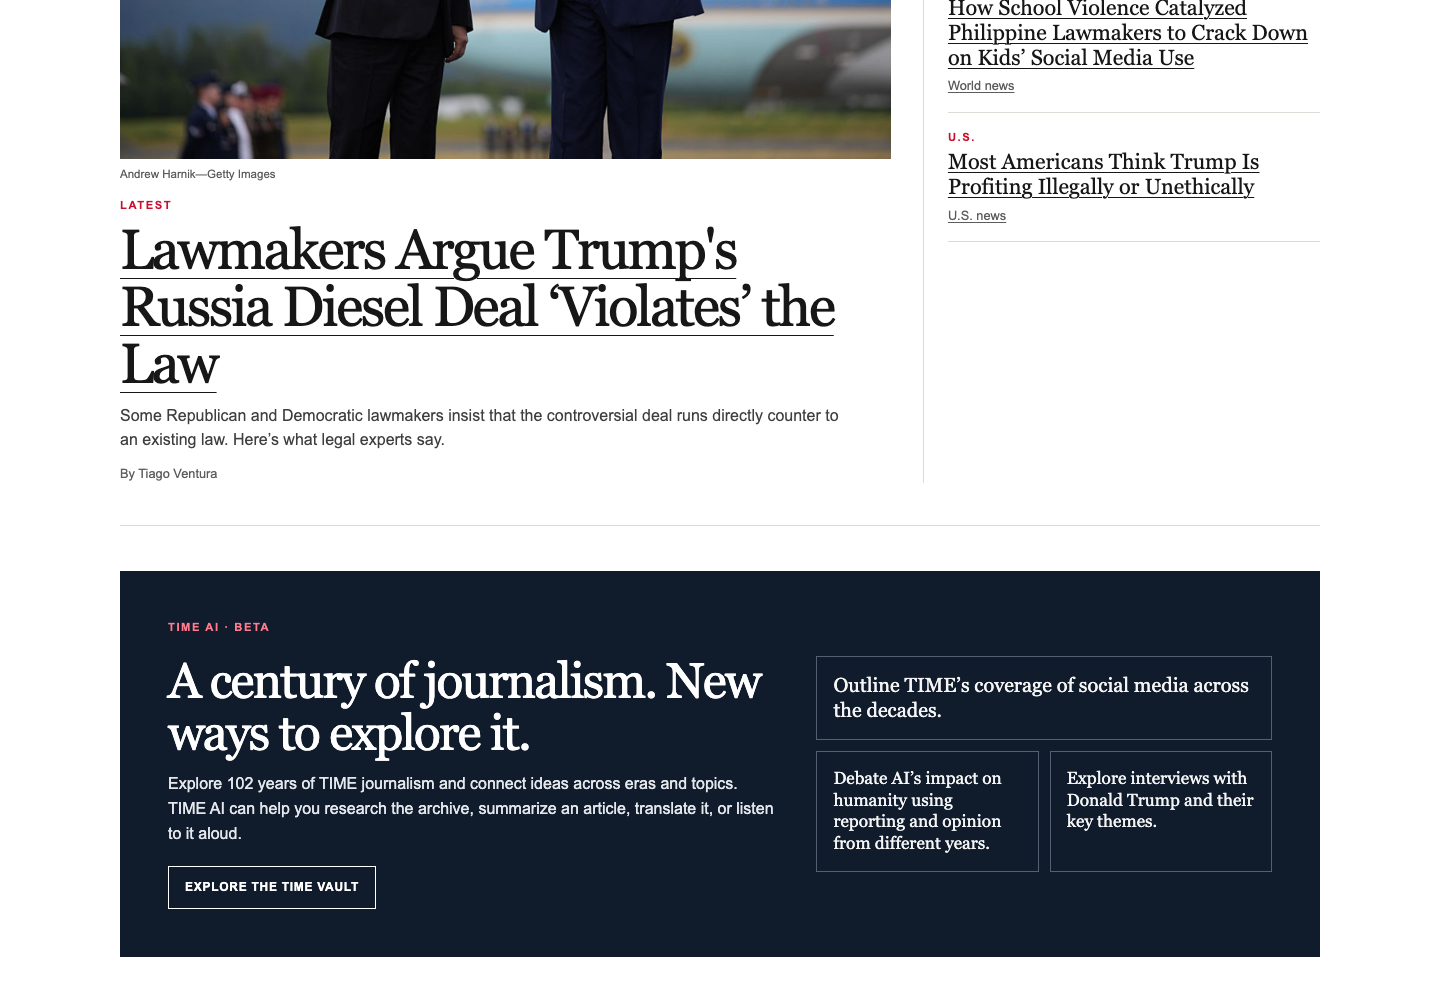 How School Violence Catalyzed
Philippine Lawmakers to Crack Down
on Kids’ Social Media Use
World news
U.S.
Most Americans Think Trump Is
Profiting Illegally or Unethically
U.S. news
Andrew Harnik—Getty Images
LATEST
Lawmakers Argue Trump's
Russia Diesel Deal ‘Violates’ the
Law
Some Republican and Democratic lawmakers insist that the controversial deal runs directly counter to
an existing law. Here’s what legal experts say.
By Tiago Ventura
TIME AI · BETA
A century of journalism. New
ways to explore it.
Explore 102 years of TIME journalism and connect ideas across eras and topics.
TIME AI can help you research the archive, summarize an article, translate it, or listen
to it aloud.
EXPLORE THE TIME VAULT
Outline TIME’s coverage of social media across
the decades.
Debate AI’s impact on
humanity using
reporting and opinion
from different years.
Explore interviews with
Donald Trump and their
key themes.